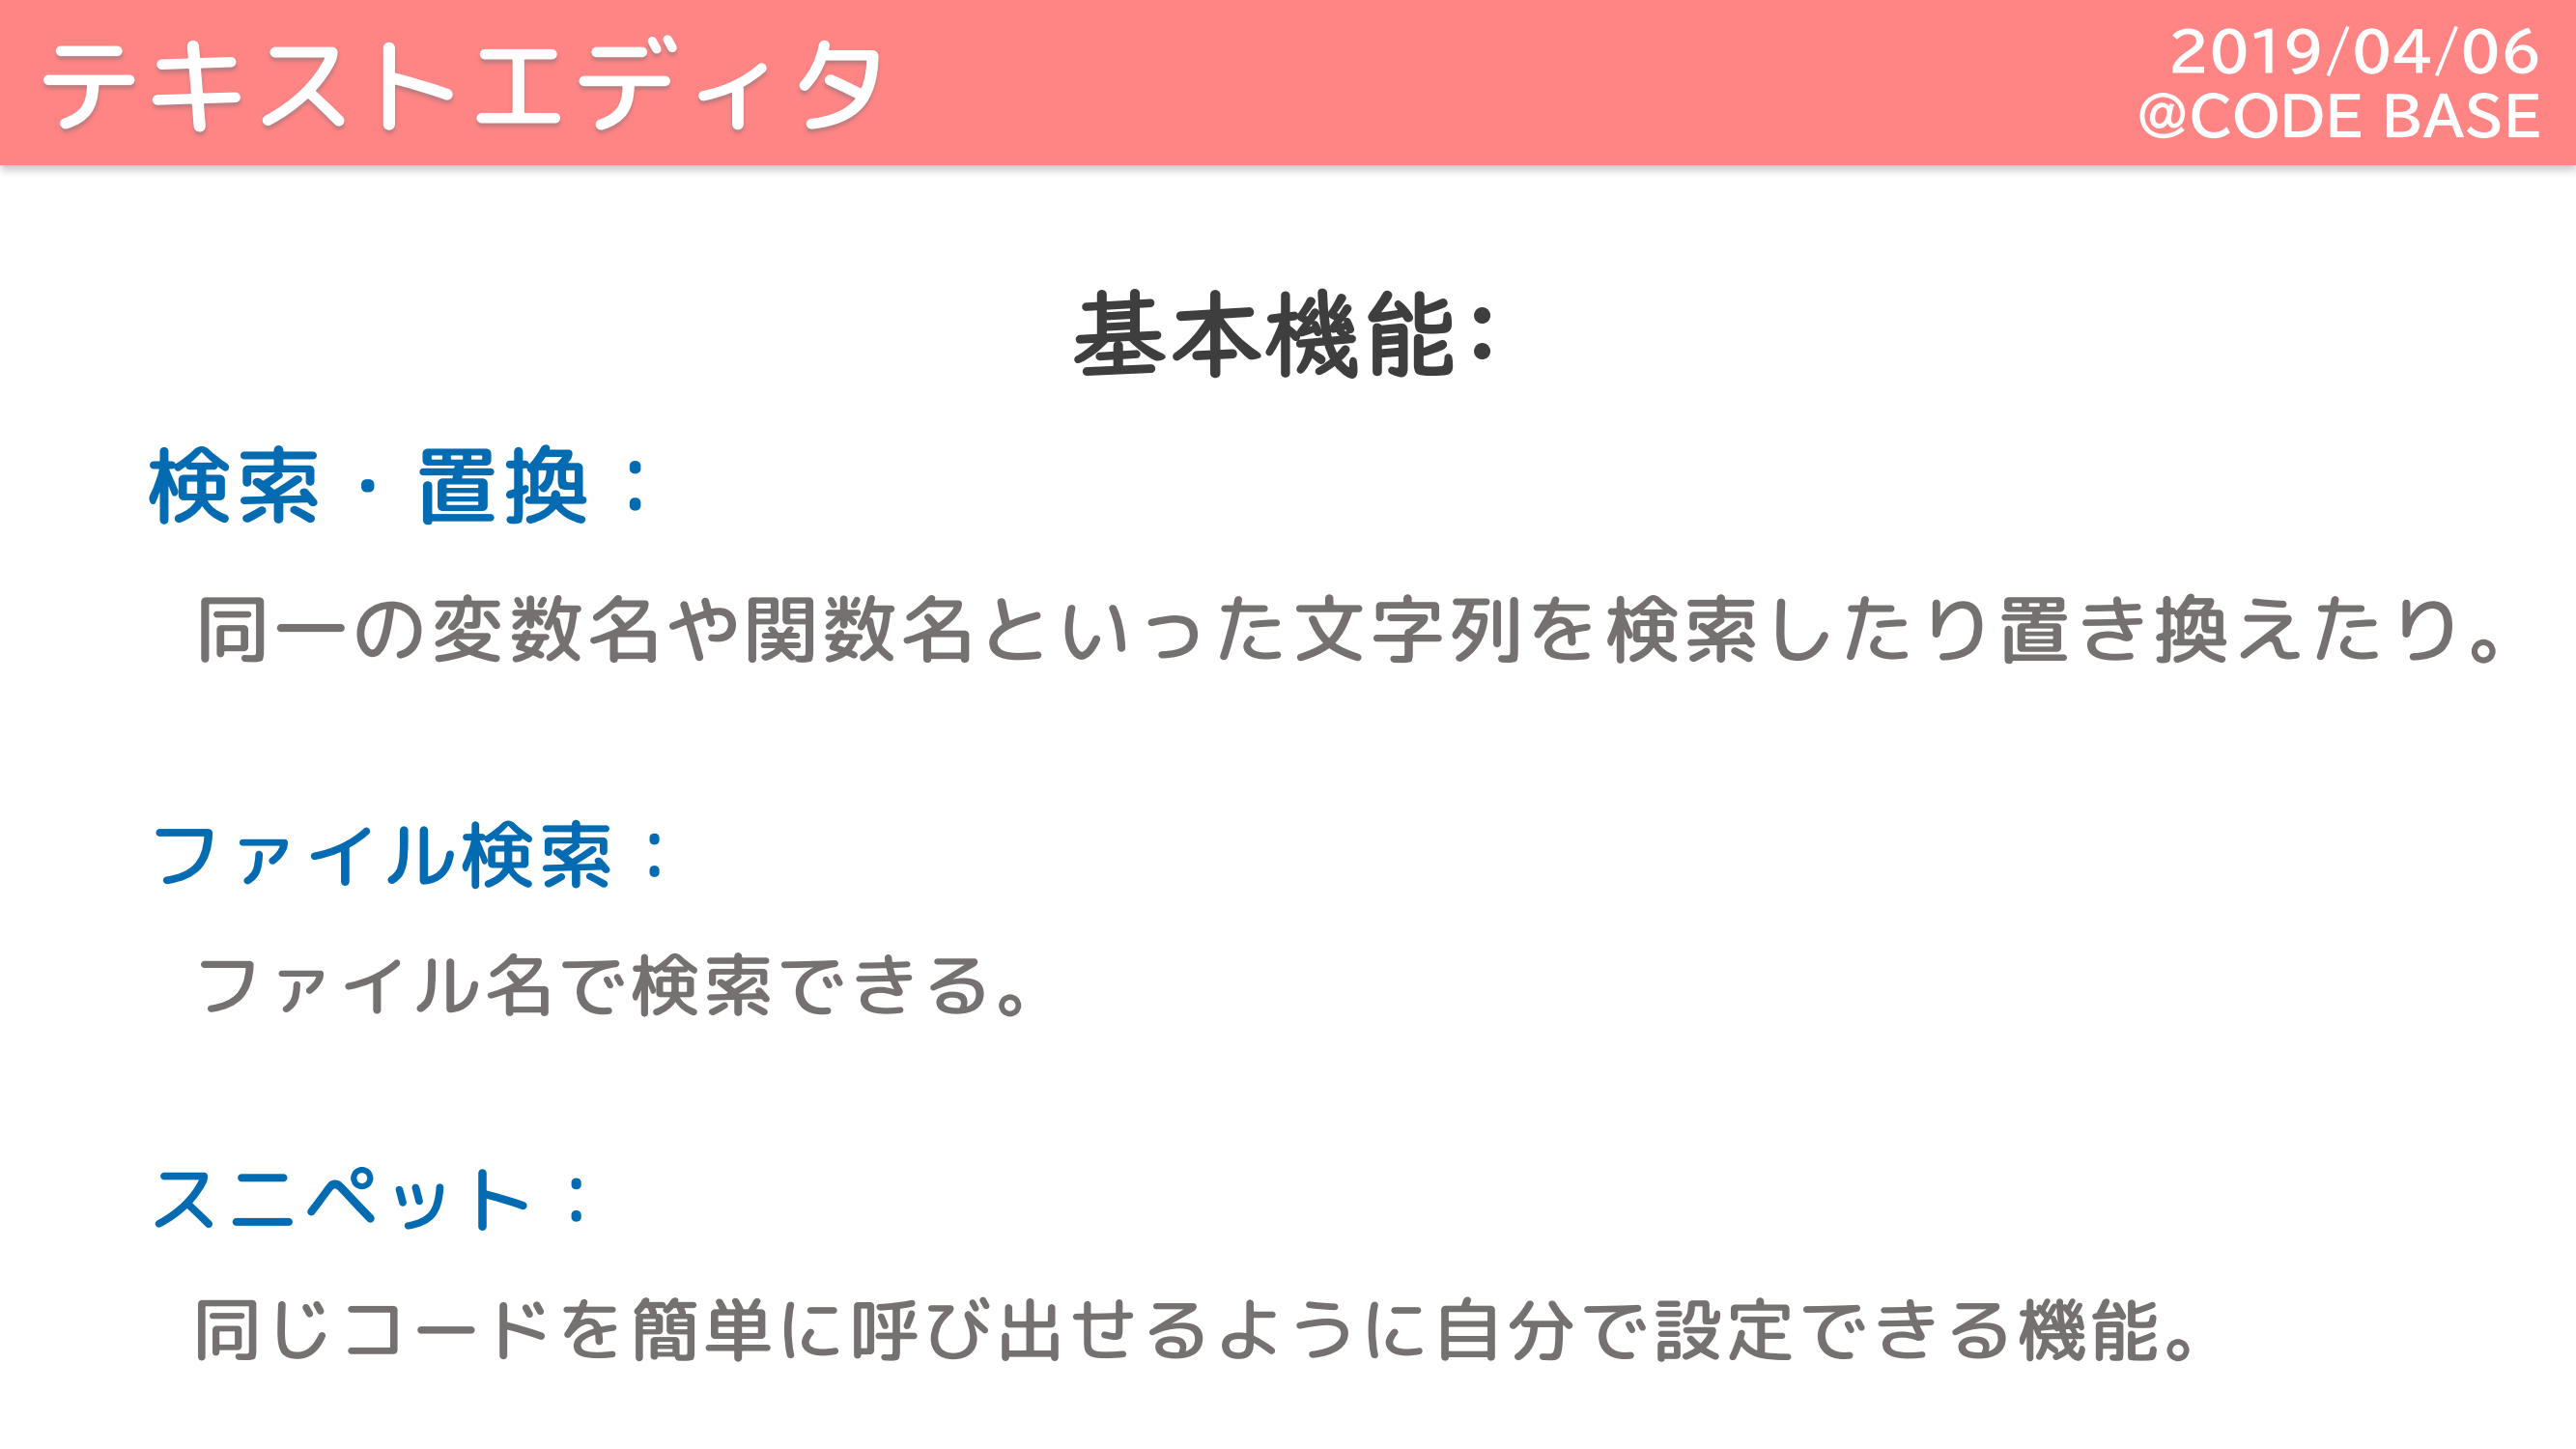 テキストエディタ
2019/04/06
@CODE BASE
基本機能:
検索・置換：
同一の変数名や関数名といった文字列を検索したり置き換えたり。
ファイル検索：
ファイル名で検索できる。
スニペット：
同じコードを簡単に呼び出せるように自分で設定できる機能。